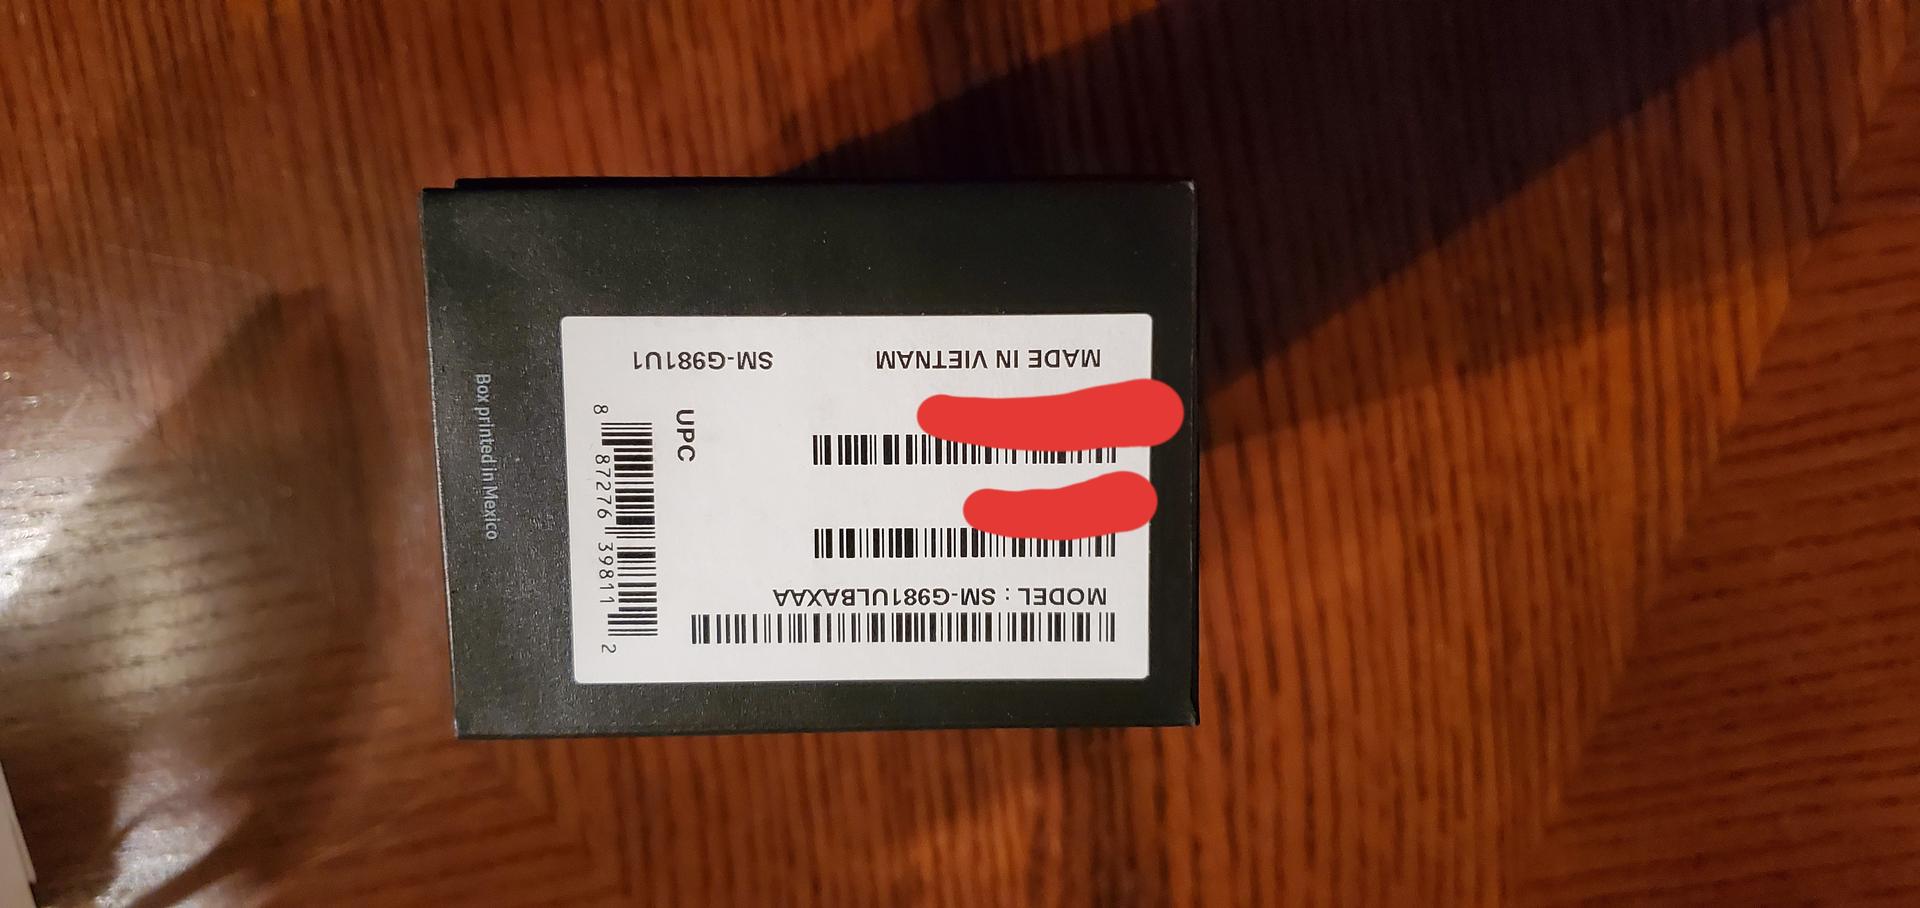 MODEL : SM-G981ULBAXAA
MADE IN VIETNAM
SM-G981U1
UPC
8 87276 39811 2
Box printed in Mexico